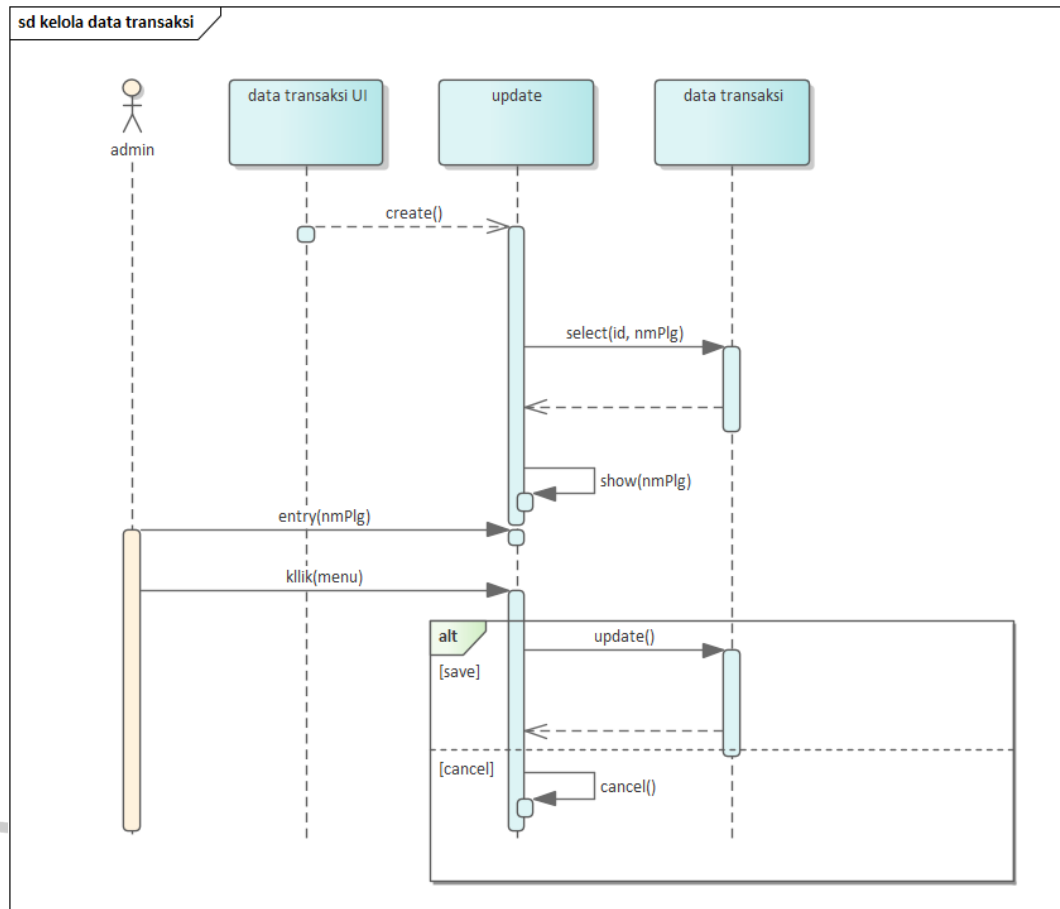 sd kelola data transaksi
admin
data transaksi UI
update
data transaksi
create()
select(id, nmPlg)
show(nmPlg)
entry(nmPlg)
kllik(menu)
alt
update()
[save]
[cancel]
cancel()